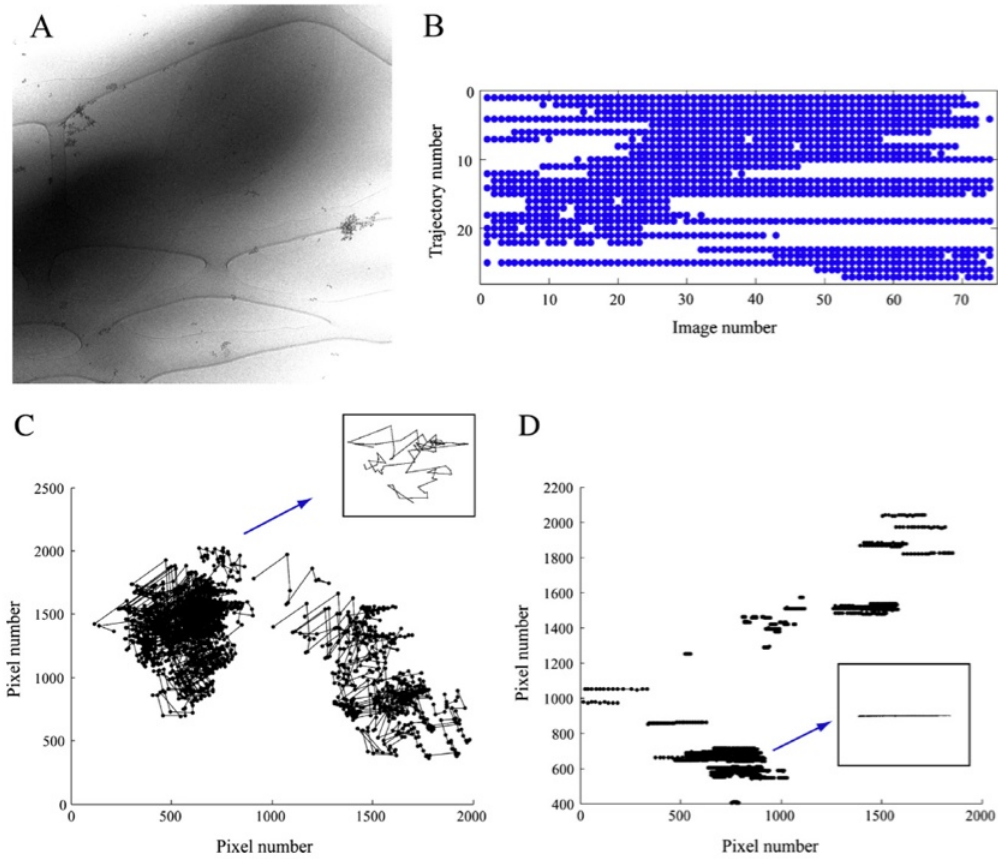 A
B
0
10
20
Trajectory number
0 10 20 30 40 50 60 70
Image number
C
D
2500
2000
1500
1000
500
0
Pixel number
0 500 1000 1500 2000
Pixel number
2200
2000
1800
1600
1400
1200
1000
800
600
400
Pixel number
0 500 1000 1500 2000
Pixel number